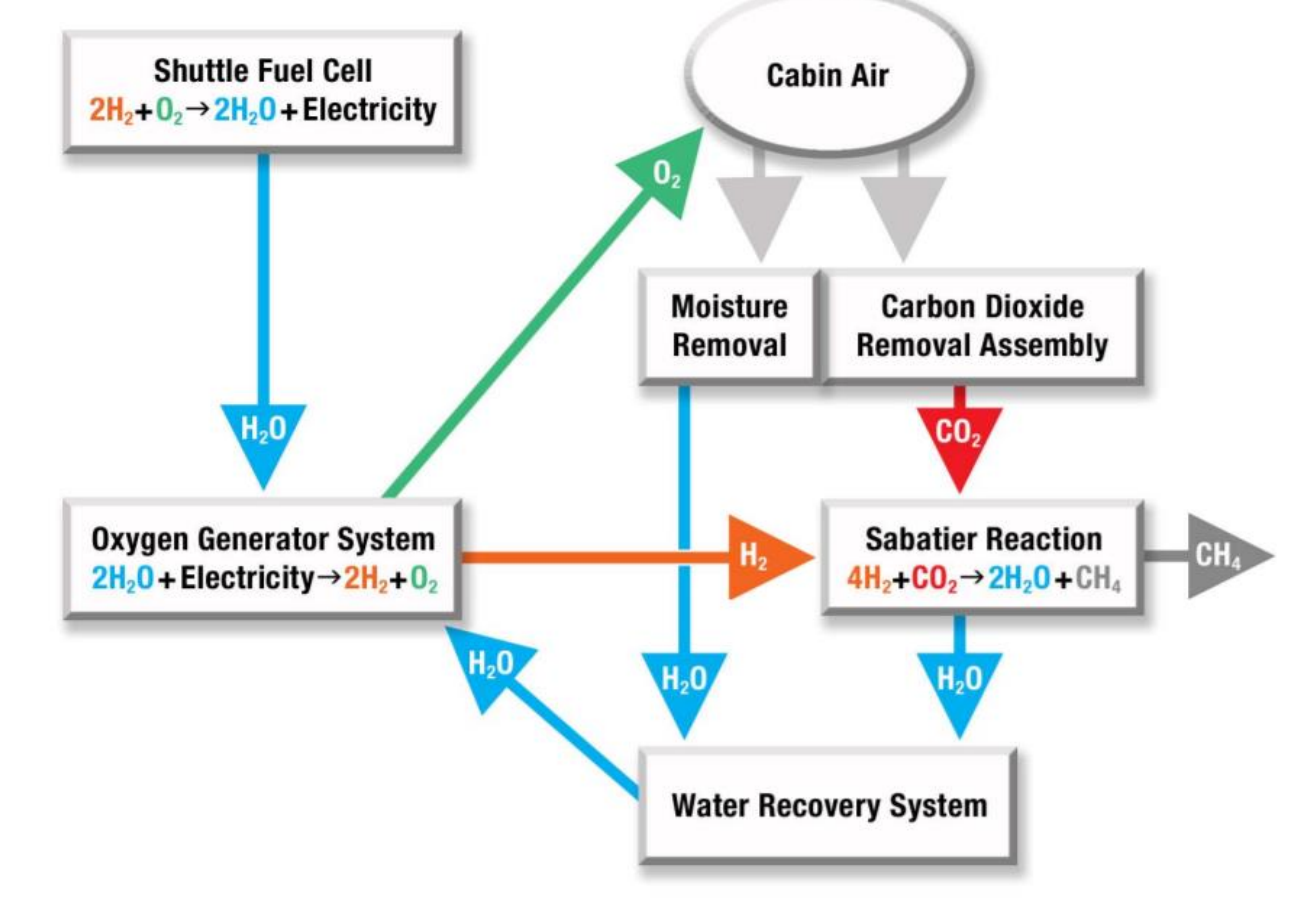 Shuttle Fuel Cell
2H₂+O₂→2H₂O+Electricity
Cabin Air
O₂
Moisture
Removal
Carbon Dioxide
Removal Assembly
H₂O
CO₂
Oxygen Generator System
2H₂O+Electricity→2H₂+O₂
H₂
Sabatier Reaction
4H₂+CO₂→2H₂O+CH₄
CH₄
H₂O
H₂O
H₂O
Water Recovery System